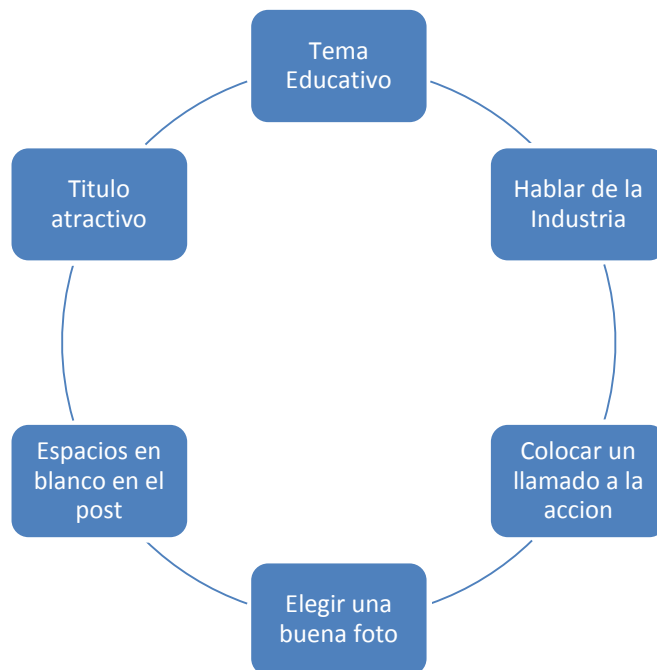 Tema
Educativo
Hablar de la
Industria
Colocar un
llamado a la
accion
Elegir una
buena foto
Espacios en
blanco en el
post
Titulo
atractivo